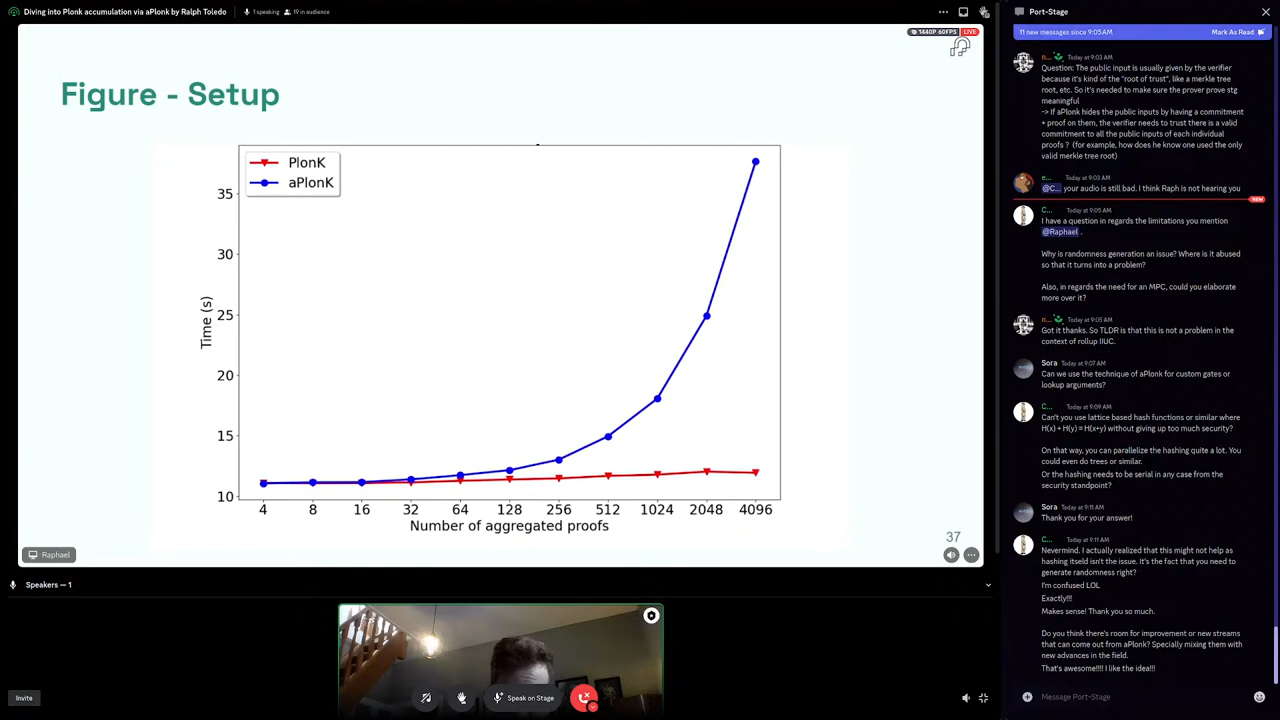 Diving into Plonk accumulation via aPlonk by Ralph Toledo
1 speaking
19 in audience
1440P 60FPS
LIVE
Figure - Setup
PlonK
aPlonK
35
30
25
20
15
10
Time (s)
4
8
16
32
64
128
256
512
1024
2048
4096
Number of aggregated proofs
37
Raphael
Speakers — 1
Invite
Speak on Stage
Port-Stage
11 new messages since 9:05 AM
Mark As Read
n...
Today at 9:03 AM
Question: The public input is usually given by the verifier
because it's kind of the "root of trust", like a merkle tree
root, etc. So it's needed to make sure the prover prove stg
meaningful
-> If aPlonk hides the public inputs by having a commitment
+ proof on them, the verifier needs to trust there is a valid
commitment to all the public inputs of each individual
proofs ? (for example, how does he know one used the only
valid merkle tree root)
e...
Today at 9:03 AM
@C... your audio is still bad. I think Raph is not hearing you
NEW
C...
Today at 9:05 AM
I have a question in regards the limitations you mention
@Raphael .
Why is randomness generation an issue? Where is it abused
so that it turns into a problem?
Also, in regards the need for an MPC, could you elaborate
more over it?
n...
Today at 9:05 AM
Got it thanks. So TLDR is that this is not a problem in the
context of rollup IIUC.
Sora
Today at 9:07 AM
Can we use the technique of aPlonk for custom gates or
lookup arguments?
C...
Today at 9:09 AM
Can't you use lattice based hash functions or similar where
H(x) + H(y) = H(x+y) without giving up too much security?
On that way, you can parallelize the hashing quite a lot. You
could even do trees or similar.
Or the hashing needs to be serial in any case from the
security standpoint?
Sora
Today at 9:11 AM
Thank you for your answer!
C...
Today at 9:11 AM
Nevermind. I actually realized that this might not help as
hashing itself isn't the issue. It's the fact that you need to
generate randomness right?
I'm confused LOL
Exactly!!!
Makes sense! Thank you so much.
Do you think there's room for improvement or new streams
that can come out from aPlonk? Specially mixing them with
new advances in the field.
That's awesome!!!! I like the idea!!!
Message Port-Stage